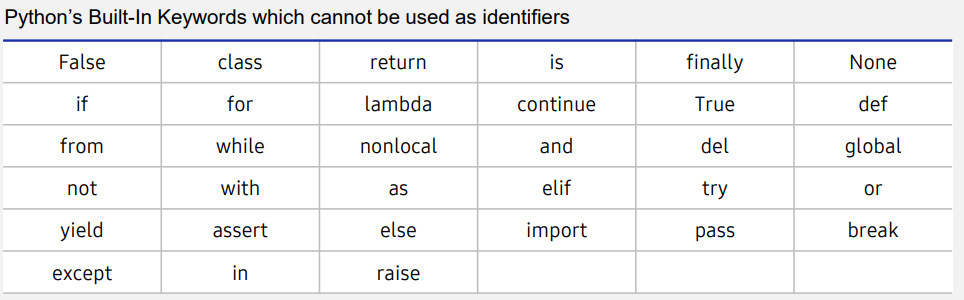 Python’s Built-In Keywords which cannot be used as identifiers
False class return is finally None
if for lambda continue True def
from while nonlocal and del global
not with as elif try or
yield assert else import pass break
except in raise